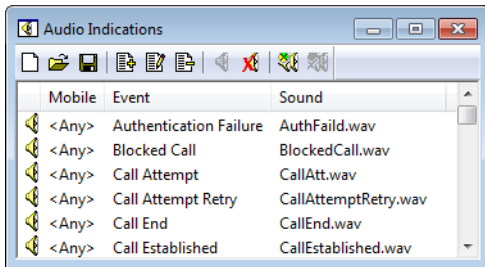 Audio Indications
Mobile Event Sound
<Any> Authentication Failure AuthFaild.wav
<Any> Blocked Call BlockedCall.wav
<Any> Call Attempt CallAtt.wav
<Any> Call Attempt Retry CallAttemptRetry.wav
<Any> Call End CallEnd.wav
<Any> Call Established CallEstablished.wav